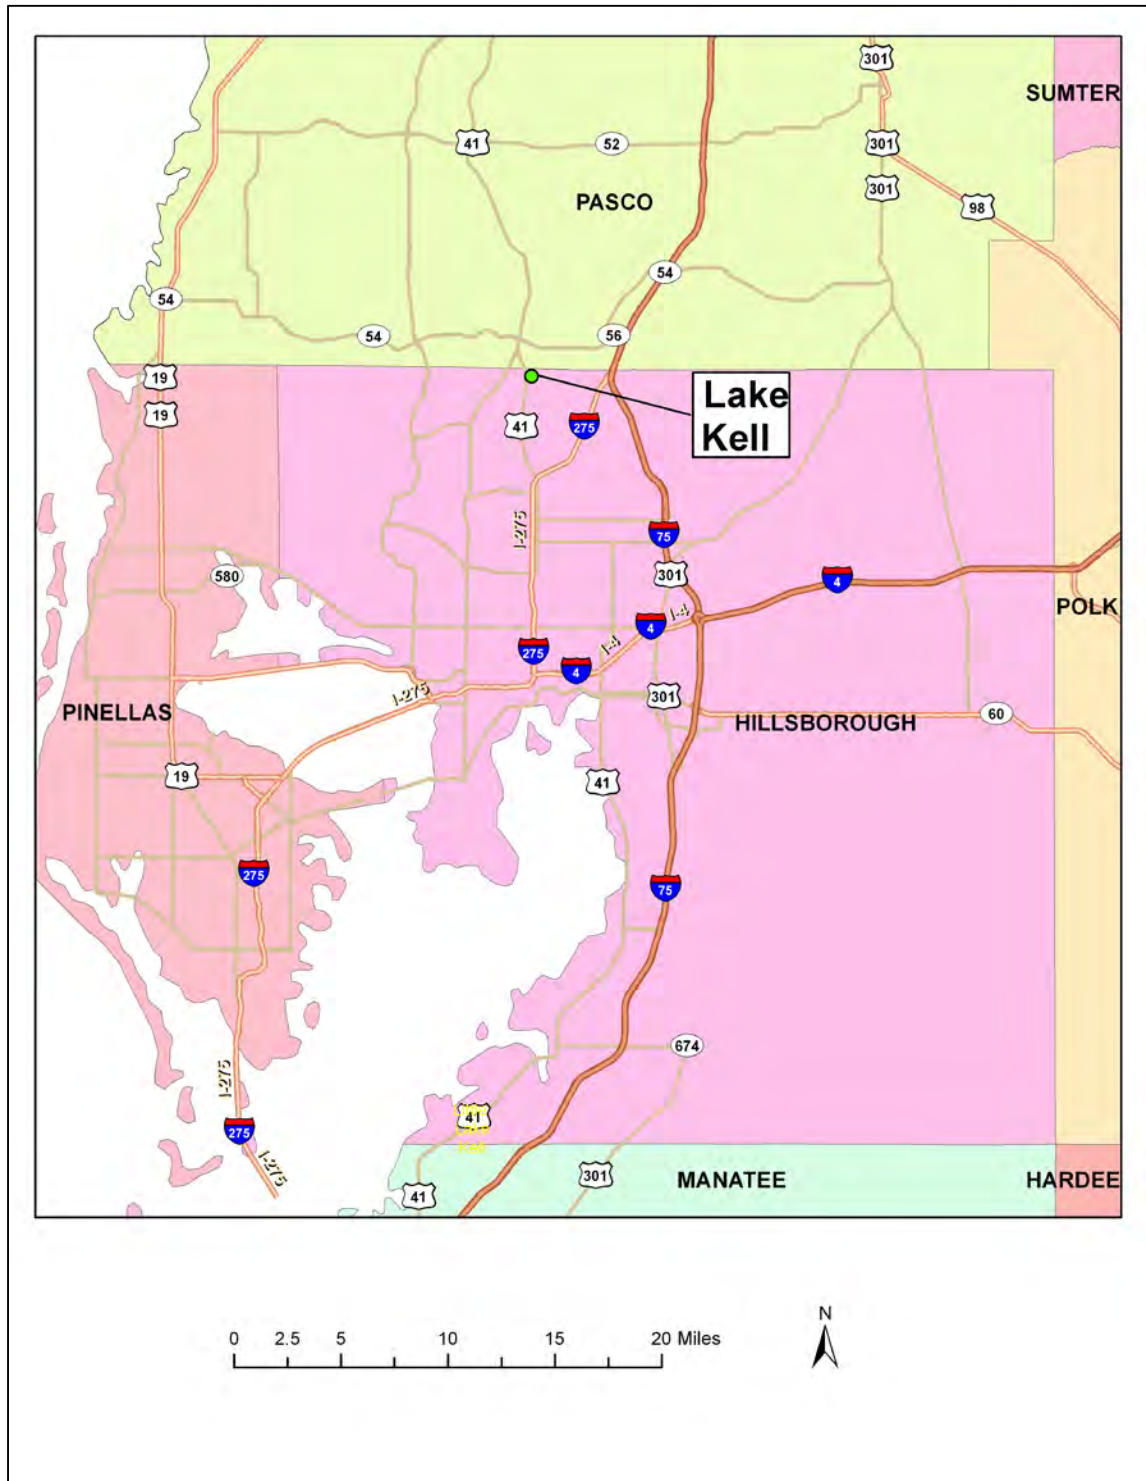 301
SUMTER
41
52
301
301
PASCO
98
54
54
54
56
19
19
Lake
Kell
41
275
I-275
75
301
580
4
POLK
I-4
4
I-4
275
4
I-275
301
PINELLAS
HILLSBOROUGH
60
19
41
275
75
674
I-275
41
Lake
Kell
275
I-275
301
MANATEE
HARDEE
41
N
0 2.5 5 10 15 20 Miles